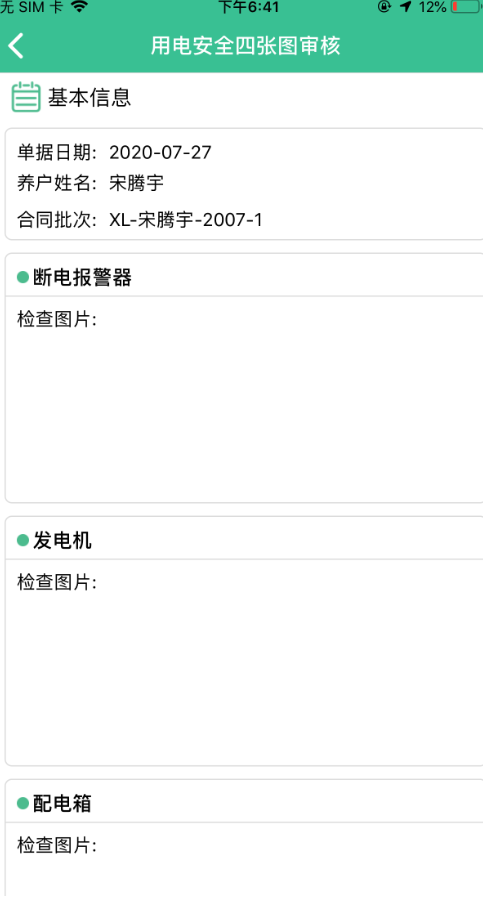 无 SIM 卡 下午6:41 12%
用电安全四张图审核
基本信息
单据日期: 2020-07-27
养户姓名: 宋腾宇
合同批次: XL-宋腾宇-2007-1
断电报警器
检查图片:
发电机
检查图片:
配电箱
检查图片: